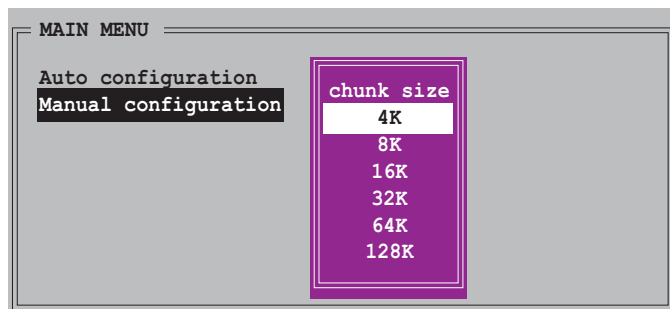 MAIN MENU
Auto configuration
Manual configuration
chunk size
4K
8K
16K
32K
64K
128K